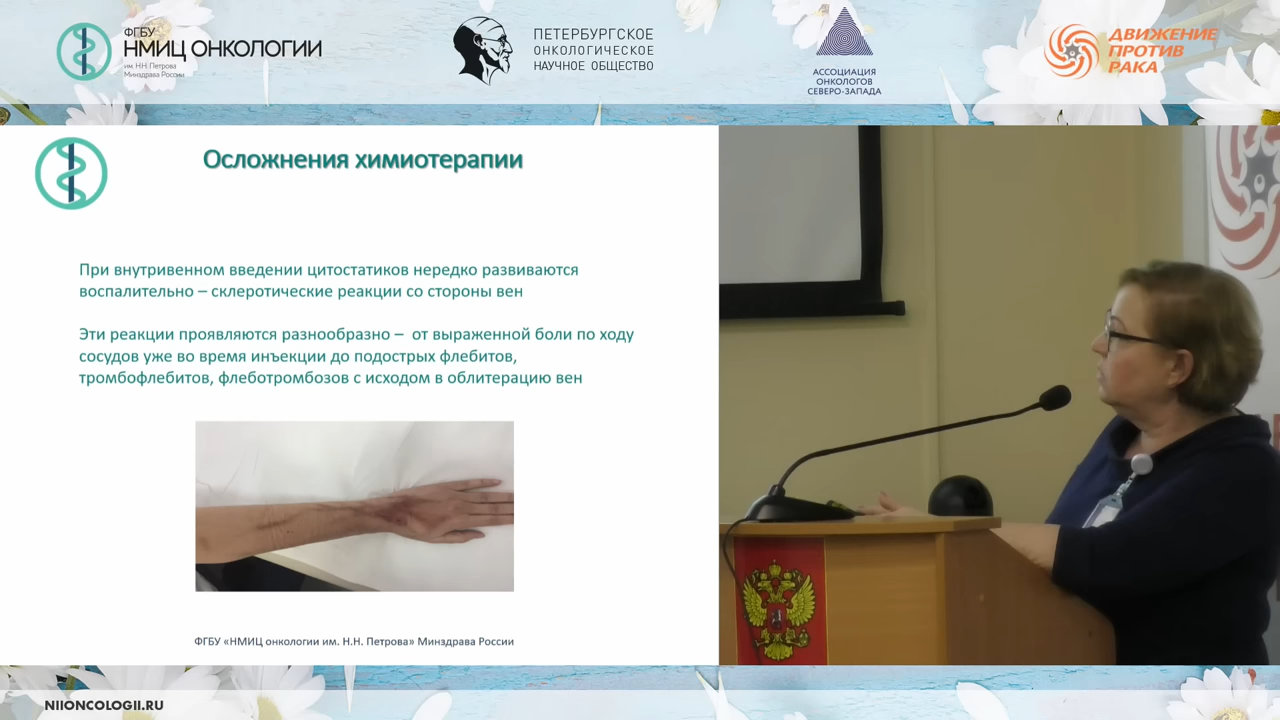 ФГБУ
НМИЦ ОНКОЛОГИИ
им. Н.Н. Петрова
Минздрава России
ПЕТЕРБУРГСКОЕ
ОНКОЛОГИЧЕСКОЕ
НАУЧНОЕ ОБЩЕСТВО
АССОЦИАЦИЯ
ОНКОЛОГОВ
СЕВЕРО-ЗАПАДА
ДВИЖЕНИЕ
ПРОТИВ
РАКА
Осложнения химиотерапии
При внутривенном введении цитостатиков нередко развиваются
воспалительно – склеротические реакции со стороны вен
Эти реакции проявляются разнообразно – от выраженной боли по ходу
сосудов уже во время инъекции до подострых флебитов,
тромбофлебитов, флеботромбозов с исходом в облитерацию вен
ФГБУ «НМИЦ онкологии им. Н.Н. Петрова» Минздрава России
NIIONCOLOGII.RU